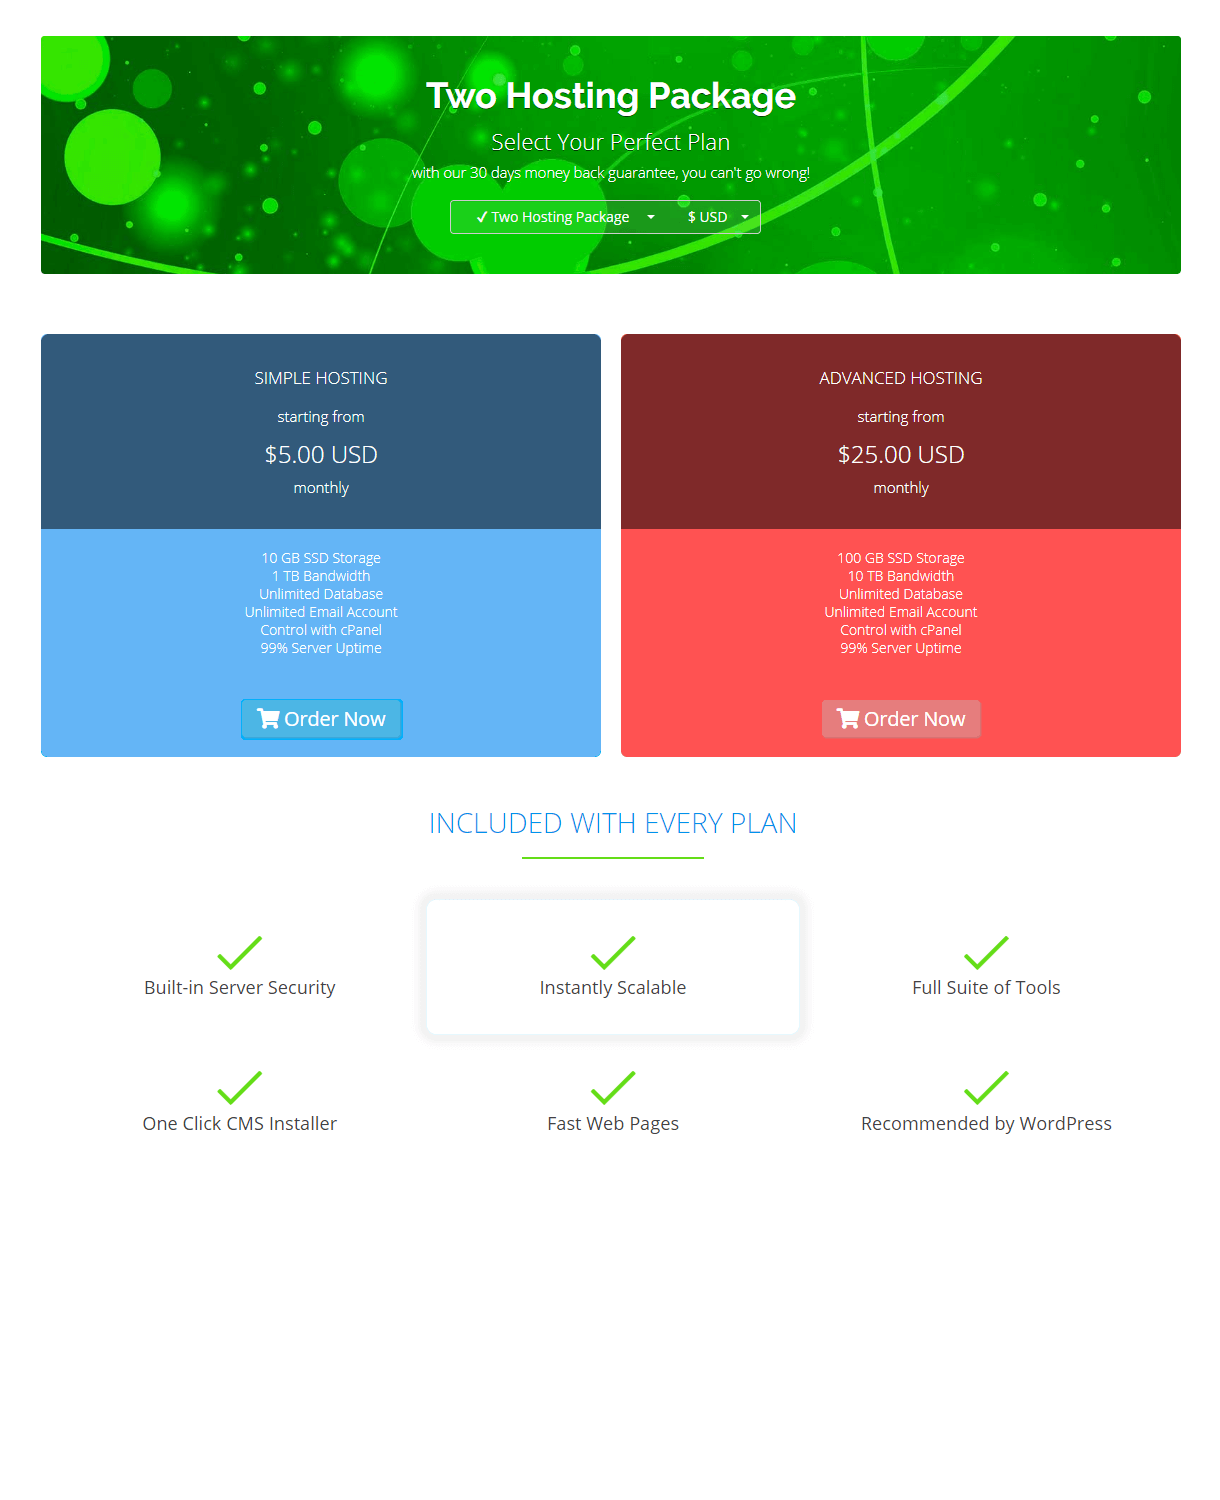 Two Hosting Package
Select Your Perfect Plan
with our 30 days money back guarantee, you can't go wrong!
✓ Two Hosting Package $ USD
SIMPLE HOSTING
starting from
$5.00 USD
monthly
10 GB SSD Storage
1 TB Bandwidth
Unlimited Database
Unlimited Email Account
Control with cPanel
99% Server Uptime
Order Now
ADVANCED HOSTING
starting from
$25.00 USD
monthly
100 GB SSD Storage
10 TB Bandwidth
Unlimited Database
Unlimited Email Account
Control with cPanel
99% Server Uptime
Order Now
INCLUDED WITH EVERY PLAN
Built-in Server Security
Instantly Scalable
Full Suite of Tools
One Click CMS Installer
Fast Web Pages
Recommended by WordPress